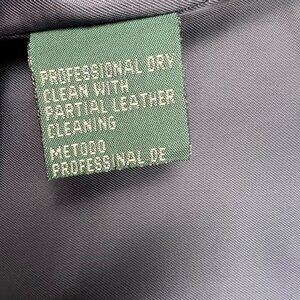 PROFESSIONAL DRY
CLEAN WITH
PARTIAL LEATHER
CLEANING
METODO
PROFESSINAL DE